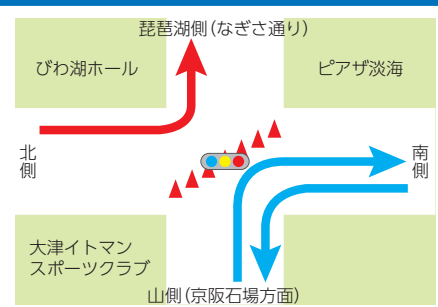 琵琶湖側(なぎさ通り)
びわ湖ホール
ピアザ淡海
北側
南側
大津イトマン
スポーツクラブ
山側(京阪石場方面)